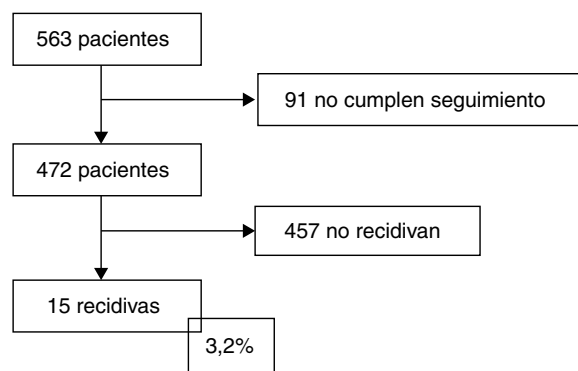 563 pacientes
91 no cumplen seguimiento
472 pacientes
457 no recidivan
15 recidivas
3,2%